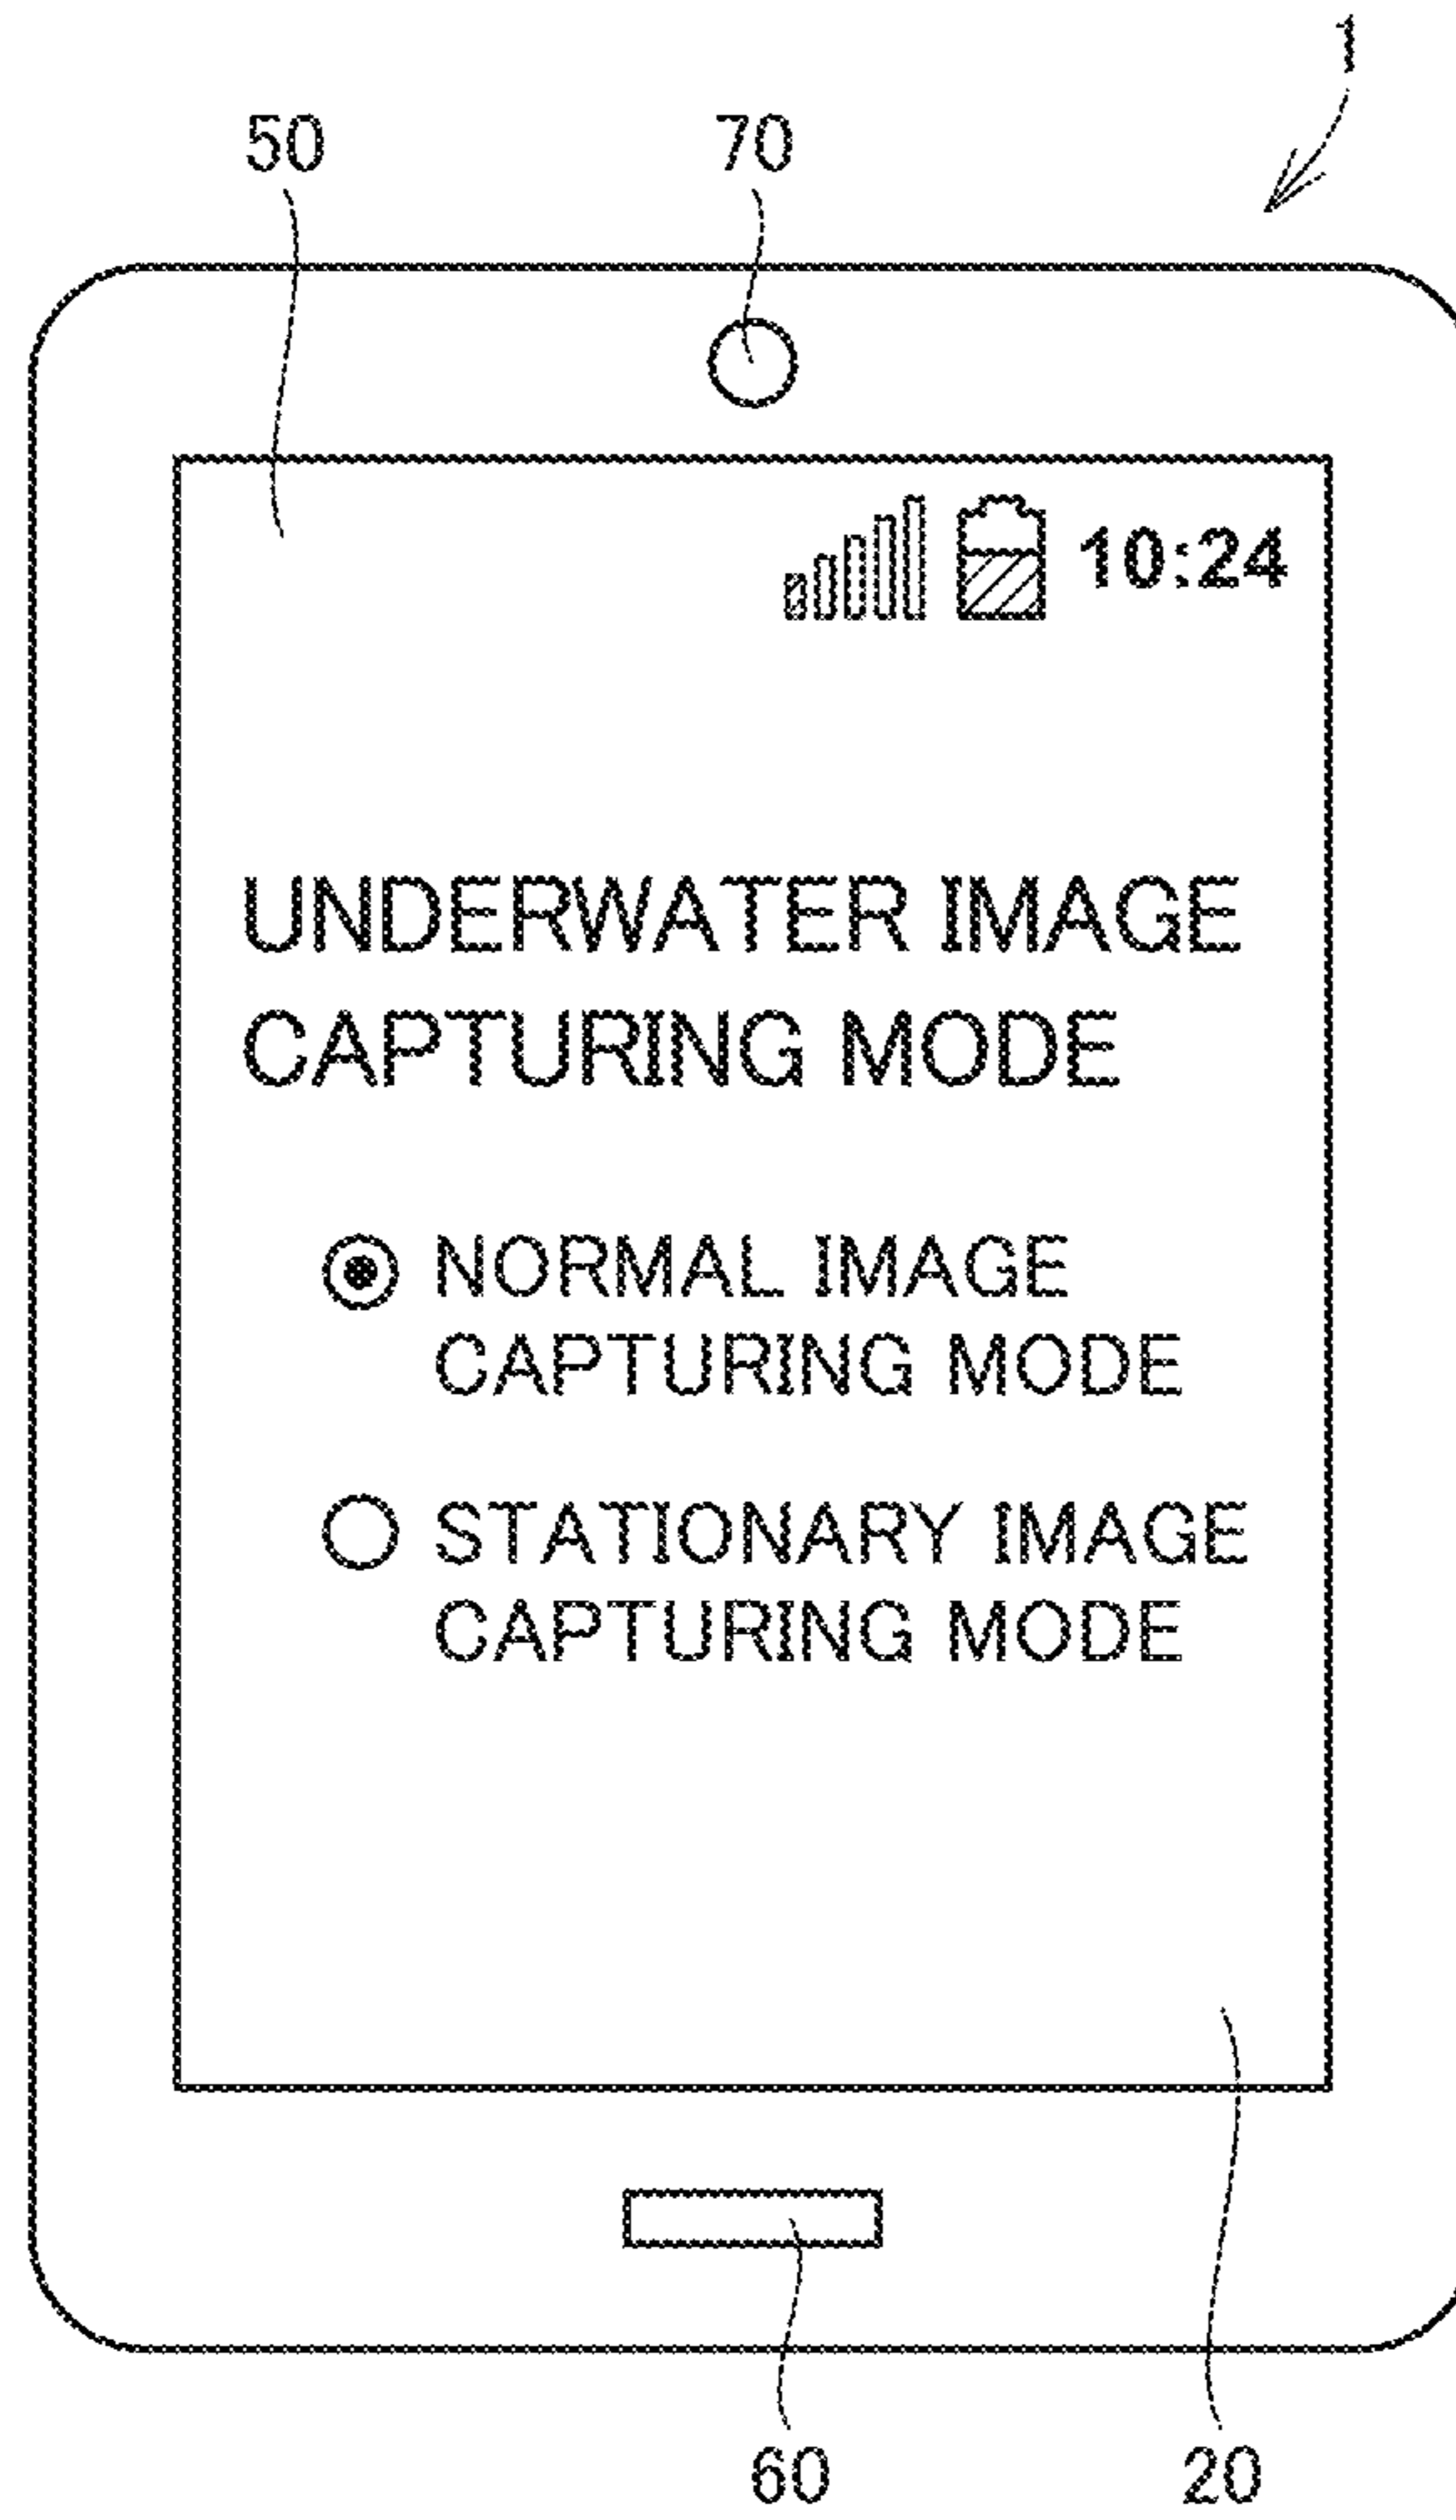 1
50 70
10:24
UNDERWATER IMAGE
CAPTURING MODE
NORMAL IMAGE
CAPTURING MODE
STATIONARY IMAGE
CAPTURING MODE
60 20